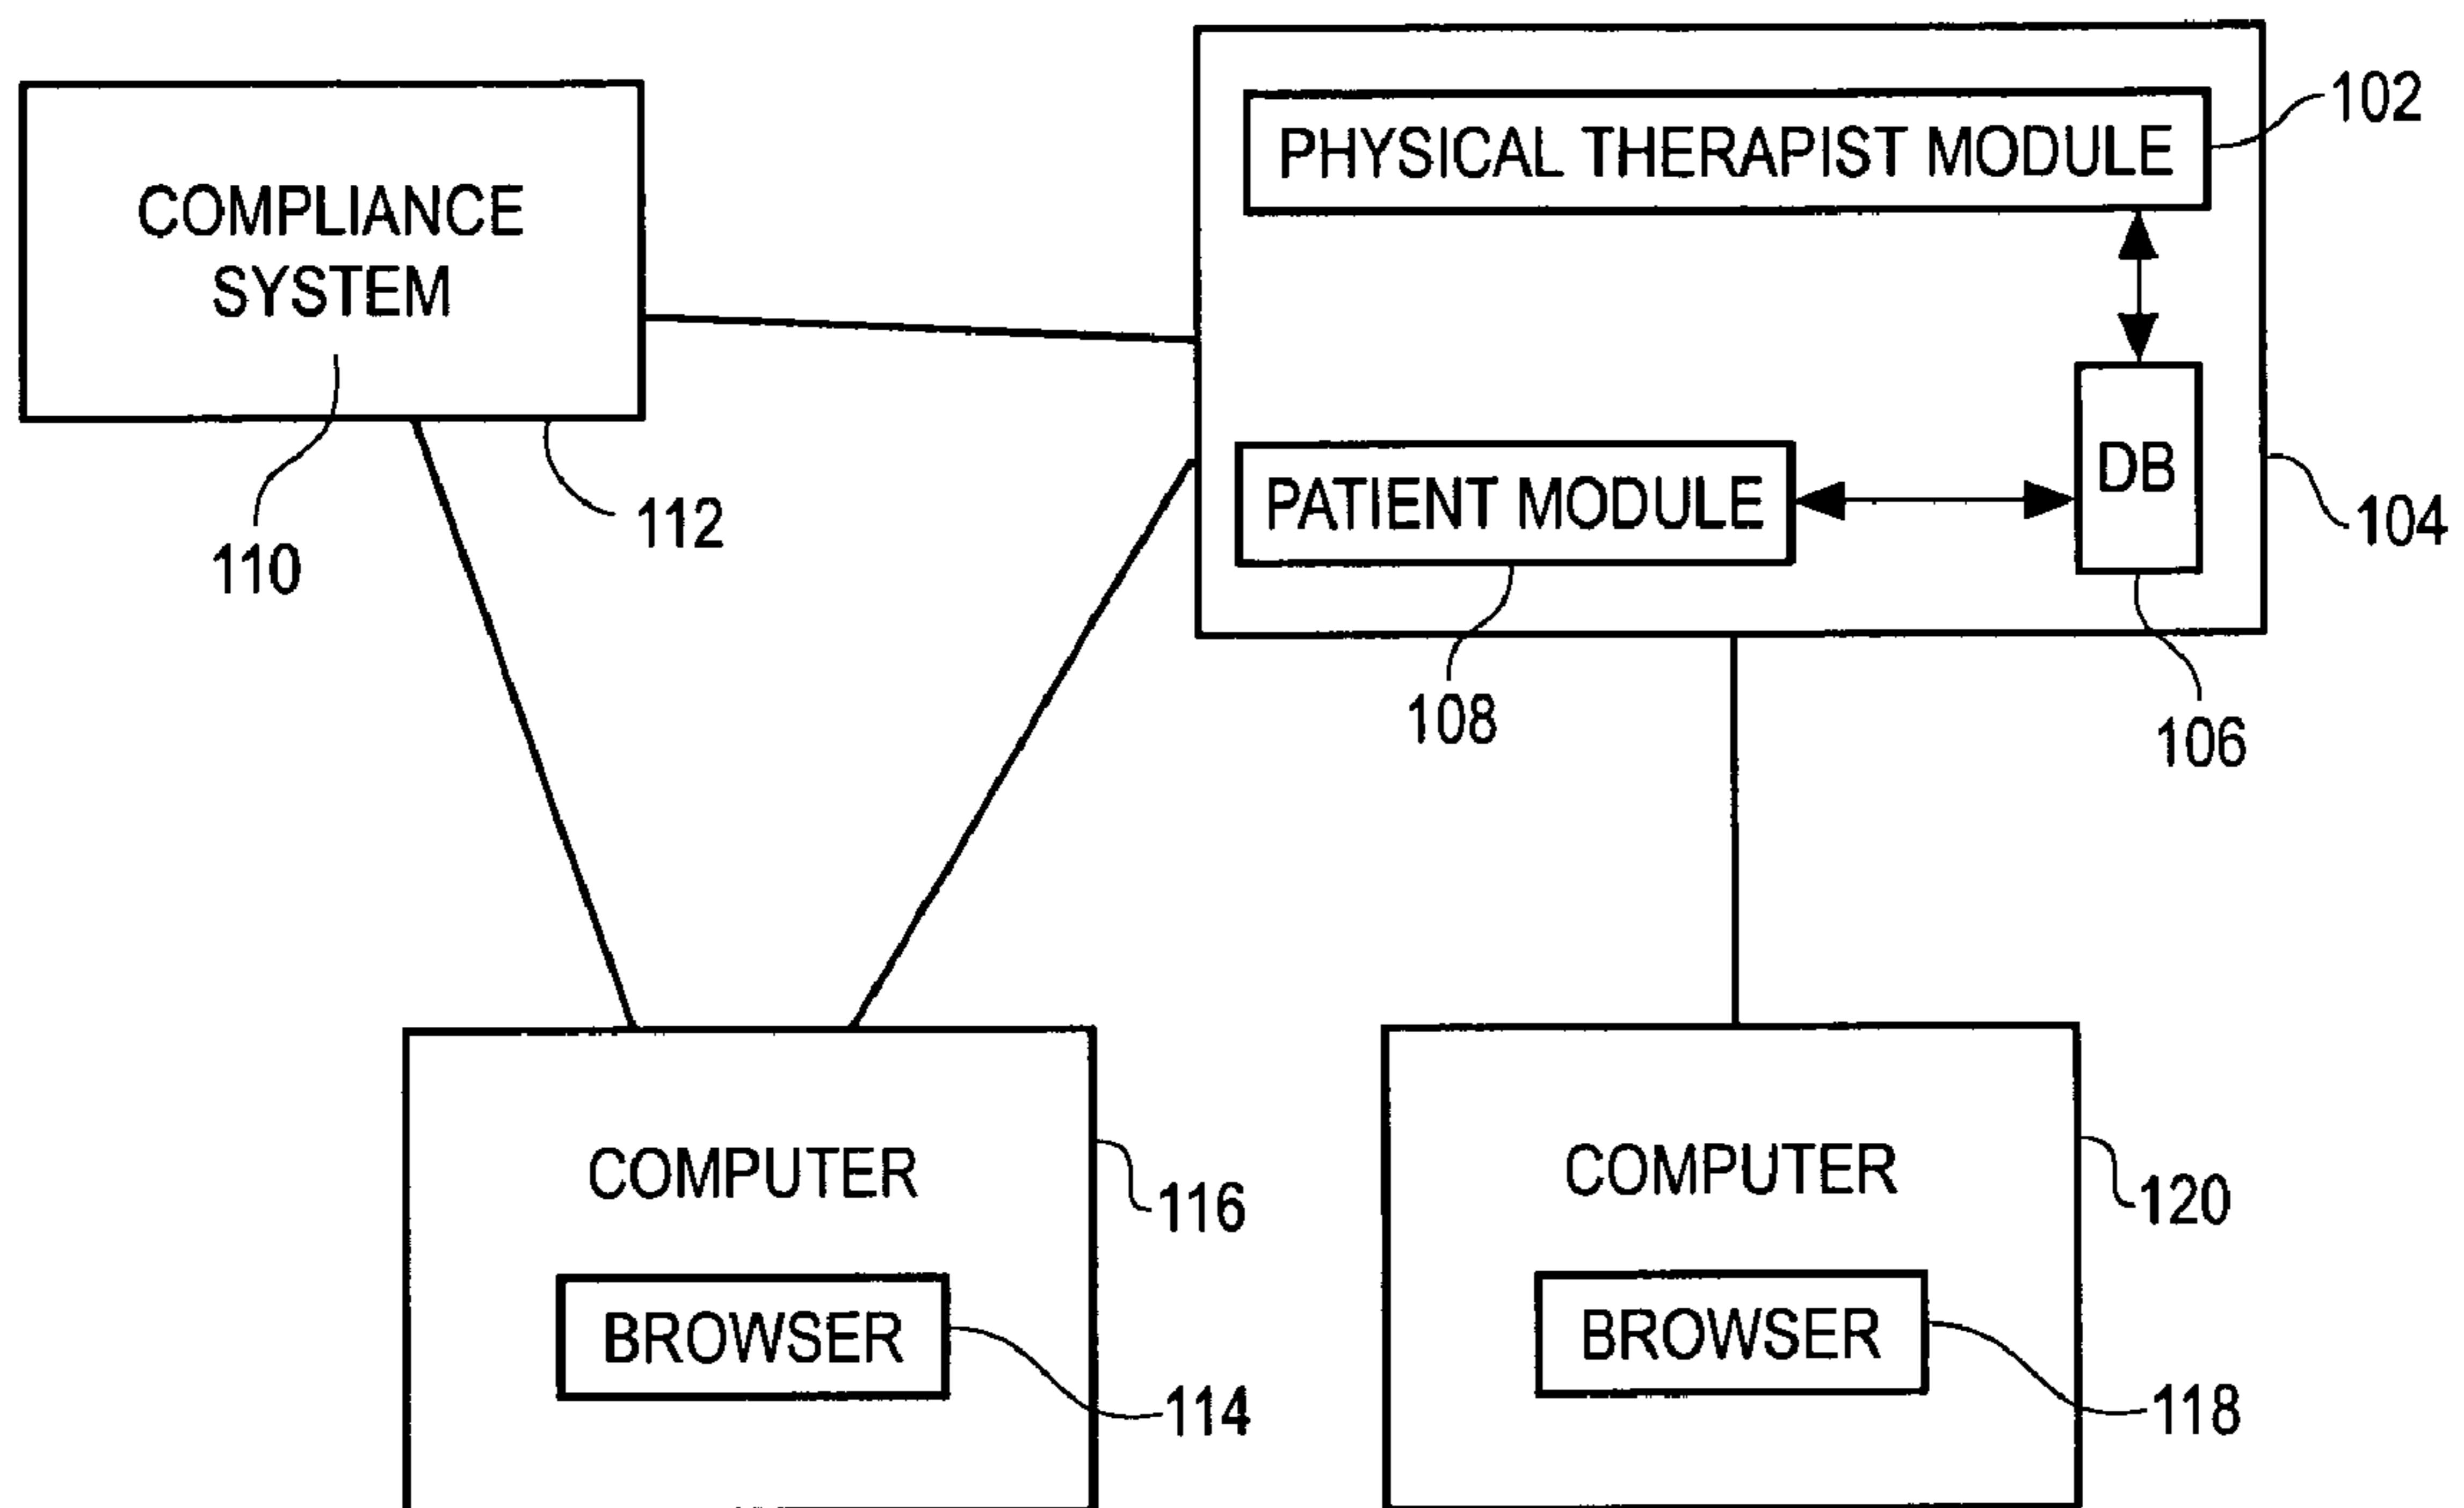 PHYSICAL THERAPIST MODULE
102
COMPLIANCE
SYSTEM
DB
PATIENT MODULE
104
112
110
108
106
COMPUTER
116
BROWSER
114
COMPUTER
120
BROWSER
118